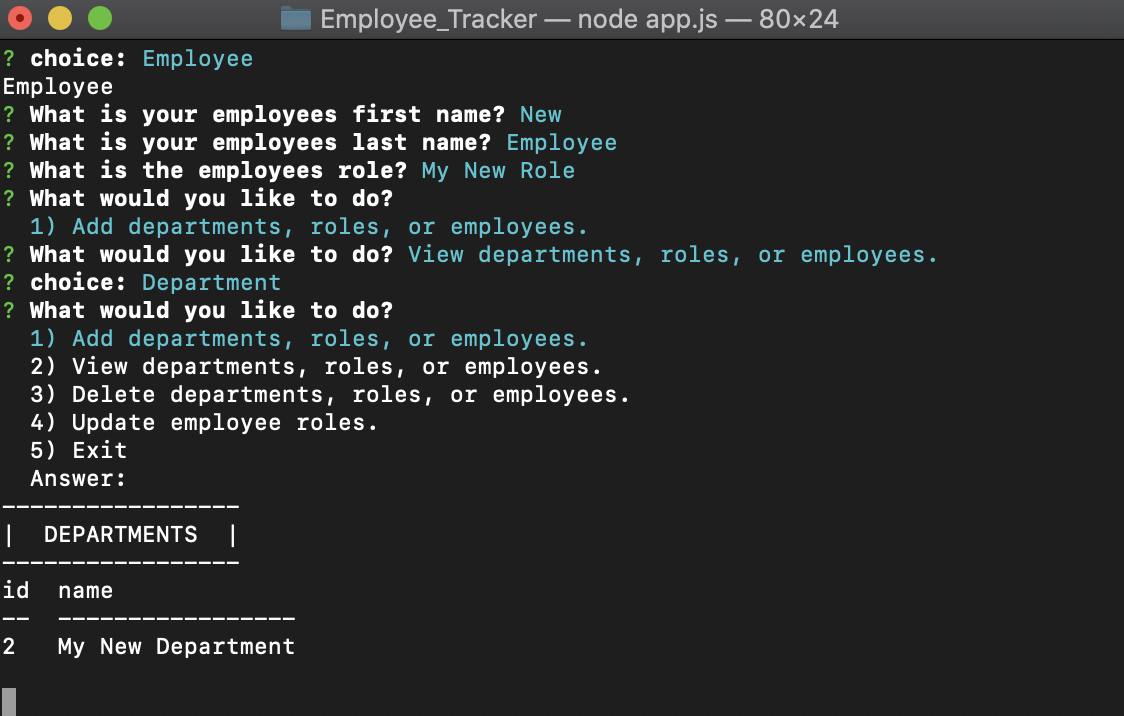 Employee_Tracker — node app.js — 80×24
? choice: Employee
Employee
? What is your employees first name? New
? What is your employees last name? Employee
? What is the employees role? My New Role
? What would you like to do?
  1) Add departments, roles, or employees.
? What would you like to do? View departments, roles, or employees.
? choice: Department
? What would you like to do?
  1) Add departments, roles, or employees.
  2) View departments, roles, or employees.
  3) Delete departments, roles, or employees.
  4) Update employee roles.
  5) Exit
  Answer:
-----------------
|  DEPARTMENTS  |
-----------------
id  name
--  -----------------
2   My New Department